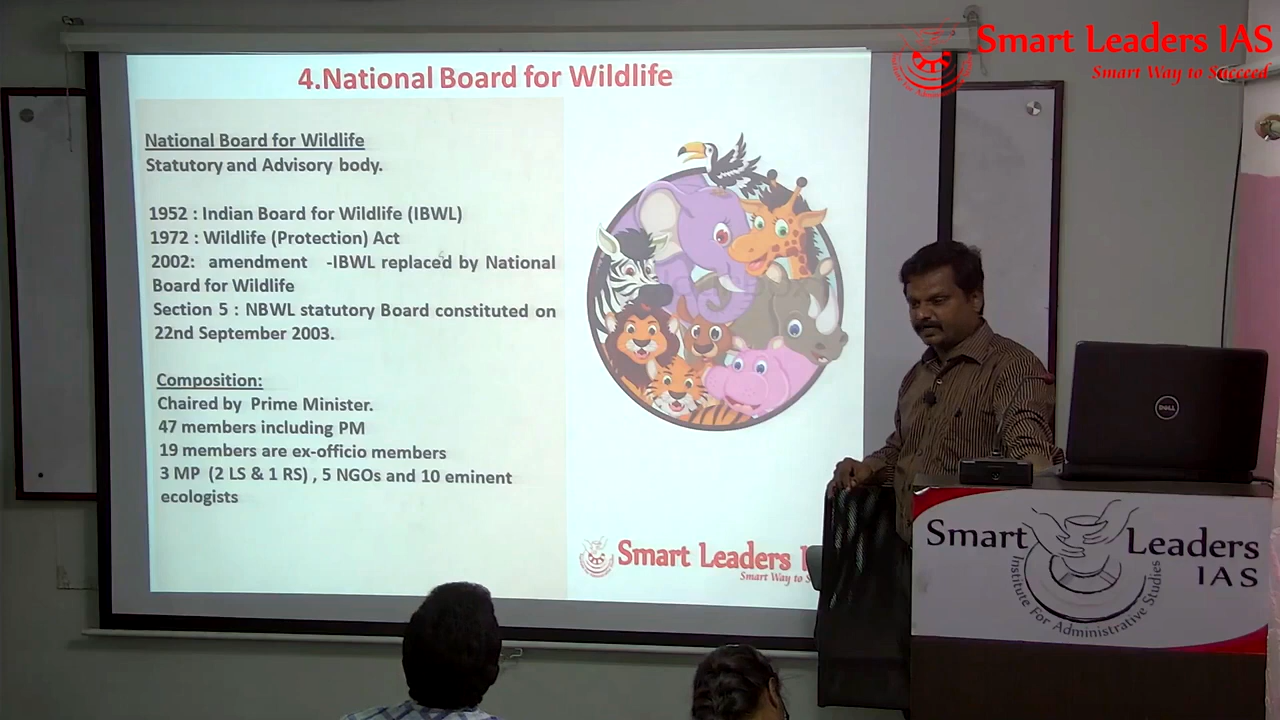 Smart Leaders IAS
Smart Way to Succeed
4.National Board for Wildlife
National Board for Wildlife
Statutory and Advisory body.
1952 : Indian Board for Wildlife (IBWL)
1972 : Wildlife (Protection) Act
2002: amendment -IBWL replaced by National
Board for Wildlife
Section 5 : NBWL statutory Board constituted on
22nd September 2003.
Composition:
Chaired by Prime Minister.
47 members including PM
19 members are ex-officio members
3 MP (2 LS & 1 RS) , 5 NGOs and 10 eminent
ecologists
Smart Leaders
Smart Way to
DELL
Smart Leaders
IAS
Institute For Administrative Studies